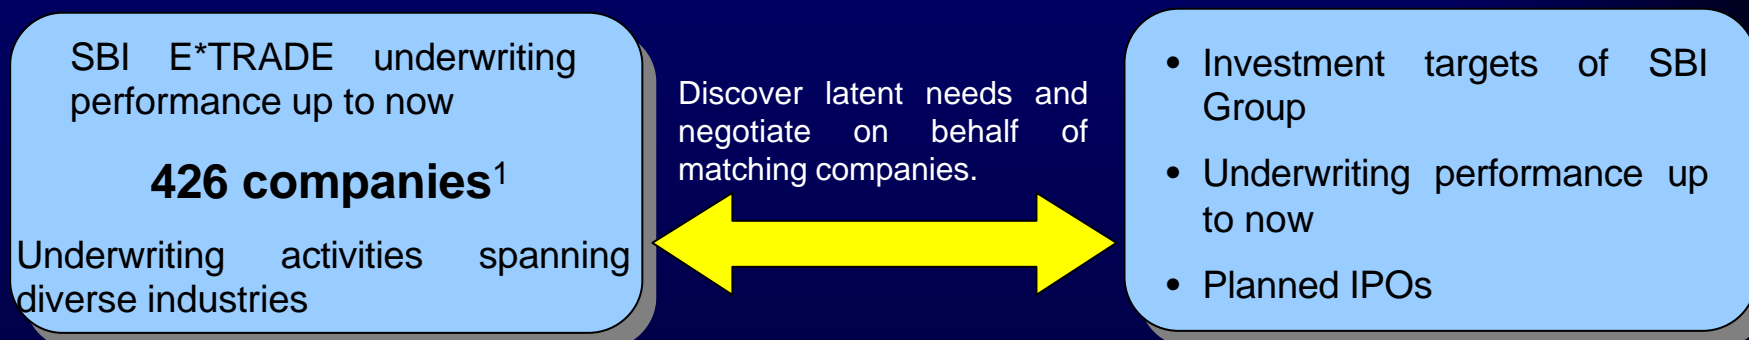 SBI E*TRADE underwriting
performance up to now
426 companies¹
Underwriting activities spanning
diverse industries
Discover latent needs and
negotiate on behalf of
matching companies.
• Investment targets of SBI
Group
• Underwriting performance up
to now
• Planned IPOs